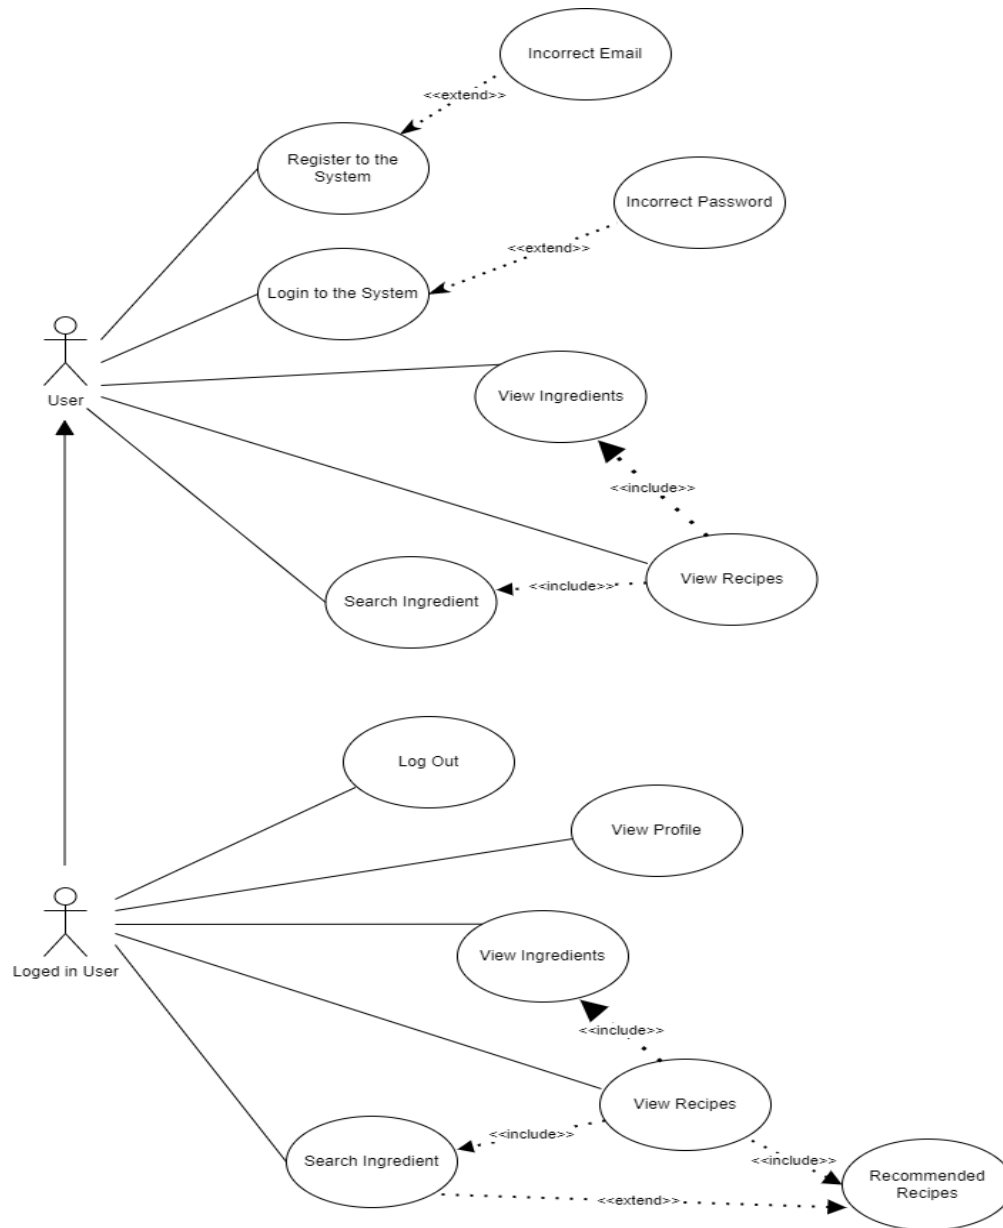 Incorrect Email
<<extend>>
Register to the
System
Incorrect Password
<<extend>>
Login to the System
View Ingredients
User
<<include>>
View Recipes
<<include>>
Search Ingredient
Log Out
View Profile
View Ingredients
Loged in User
<<include>>
View Recipes
<<include>>
<<include>>
Search Ingredient
Recommended
Recipes
<<extend>>